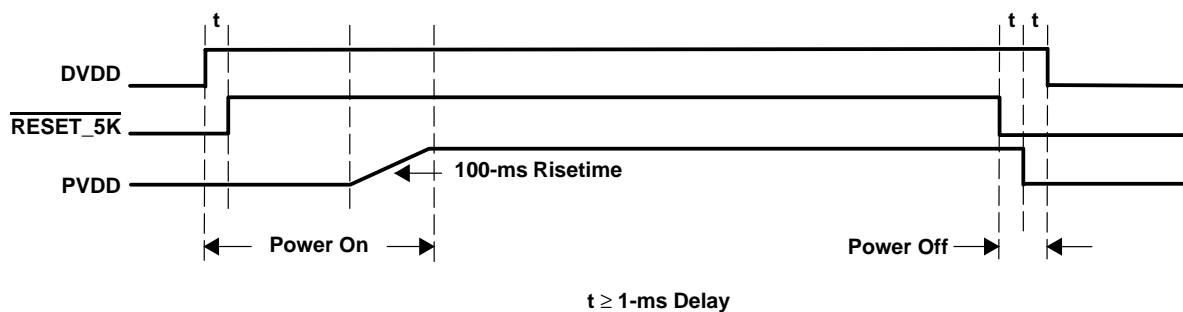 t t t
DVDD
RESET_5K
100-ms Risetime
PVDD
Power On Power Off
t ≥ 1-ms Delay